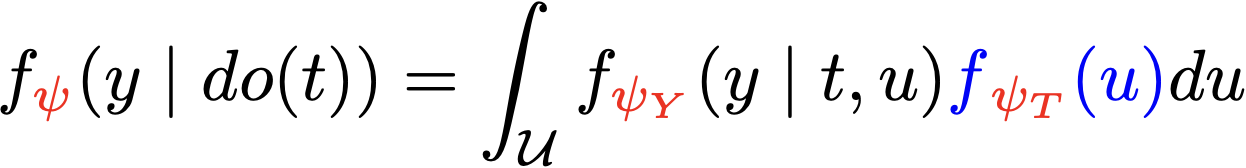 f_ψ(y | do(t)) = ∫_𝒰 f_{ψ_Y}(y | t, u) f_{ψ_T}(u)du